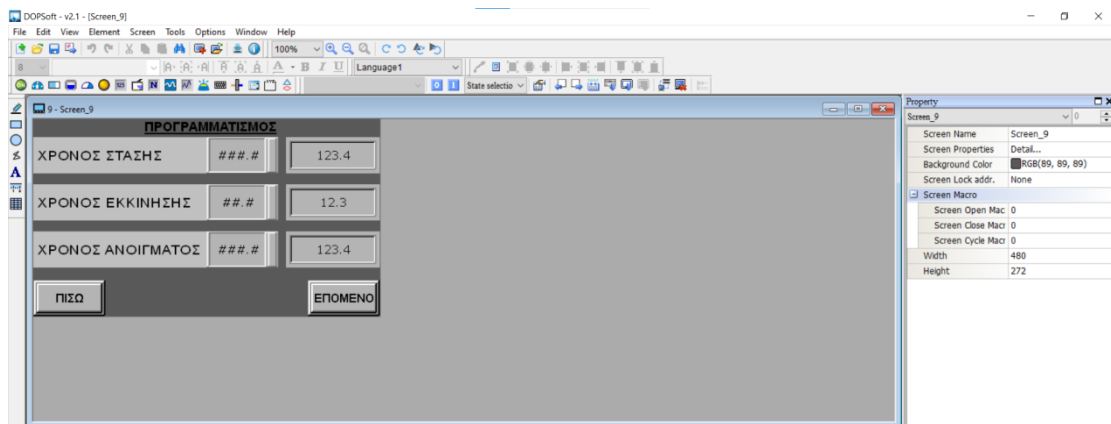 DOPSoft - v2.1 - [Screen_9]
File Edit View Element Screen Tools Options Window Help
100%
8 A A A A A A A B I U Language1
State selectio
9 - Screen_9
ΠΡΟΓΡΑΜΜΑΤΙΣΜΟΣ
ΧΡΟΝΟΣ ΣΤΑΣΗΣ ###.# 123.4
ΧΡΟΝΟΣ ΕΚΚΙΝΗΣΗΣ ##.# 12.3
ΧΡΟΝΟΣ ΑΝΟΙΓΜΑΤΟΣ ###.# 123.4
ΠΙΣΩ ΕΠΟΜΕΝΟ
Property
Screen_9 0
Screen Name Screen_9
Screen Properties Detail...
Background Color RGB(89, 89, 89)
Screen Lock addr. None
Screen Macro
Screen Open Mac 0
Screen Close Macr 0
Screen Cycle Macr 0
Width 480
Height 272